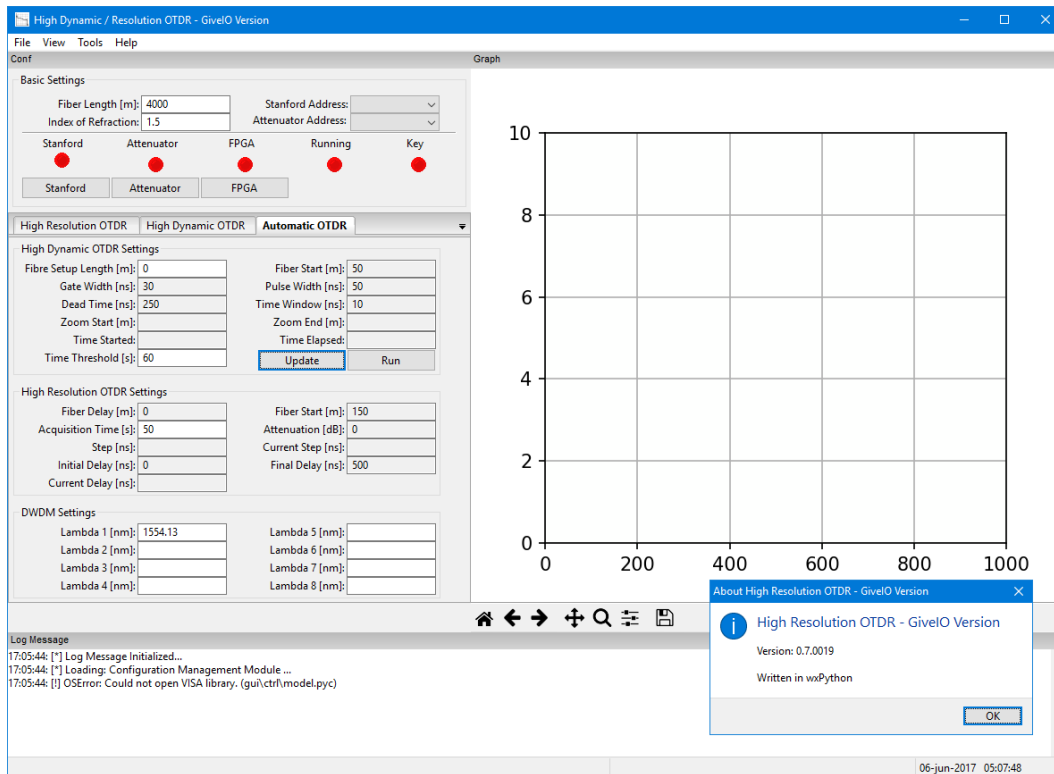 High Dynamic / Resolution OTDR - GiveIO Version
File View Tools Help
Conf
Graph
Basic Settings
Fiber Length [m]: 4000 Stanford Address:
Index of Refraction: 1.5 Attenuator Address:
Stanford Attenuator FPGA Running Key
Stanford Attenuator FPGA
High Resolution OTDR High Dynamic OTDR Automatic OTDR
High Dynamic OTDR Settings
Fibre Setup Length [m]: 0 Fiber Start [m]: 50
Gate Width [ns]: 30 Pulse Width [ns]: 50
Dead Time [ns]: 250 Time Window [ns]: 10
Zoom Start [m]: Zoom End [m]:
Time Started: Time Elapsed:
Time Threshold [s]: 60 Update Run
High Resolution OTDR Settings
Fiber Delay [m]: 0 Fiber Start [m]: 150
Acquisition Time [s]: 50 Attenuation [dB]: 0
Step [ns]: Current Step [ns]:
Initial Delay [ns]: 0 Final Delay [ns]: 500
Current Delay [ns]:
DWDM Settings
Lambda 1 [nm]: 1554.13 Lambda 5 [nm]:
Lambda 2 [nm]: Lambda 6 [nm]:
Lambda 3 [nm]: Lambda 7 [nm]:
Lambda 4 [nm]: Lambda 8 [nm]:
10
8
6
4
2
0
0 200 400 600 800 1000
About High Resolution OTDR - GiveIO Version
High Resolution OTDR - GiveIO Version
Version: 0.7.0019
Written in wxPython
OK
Log Message
17:05:44: [*] Log Message Initialized...
17:05:44: [*] Loading: Configuration Management Module ...
17:05:44: [!] OSError: Could not open VISA library. (gui\ctrl\model.pyc)
06-jun-2017 05:07:48